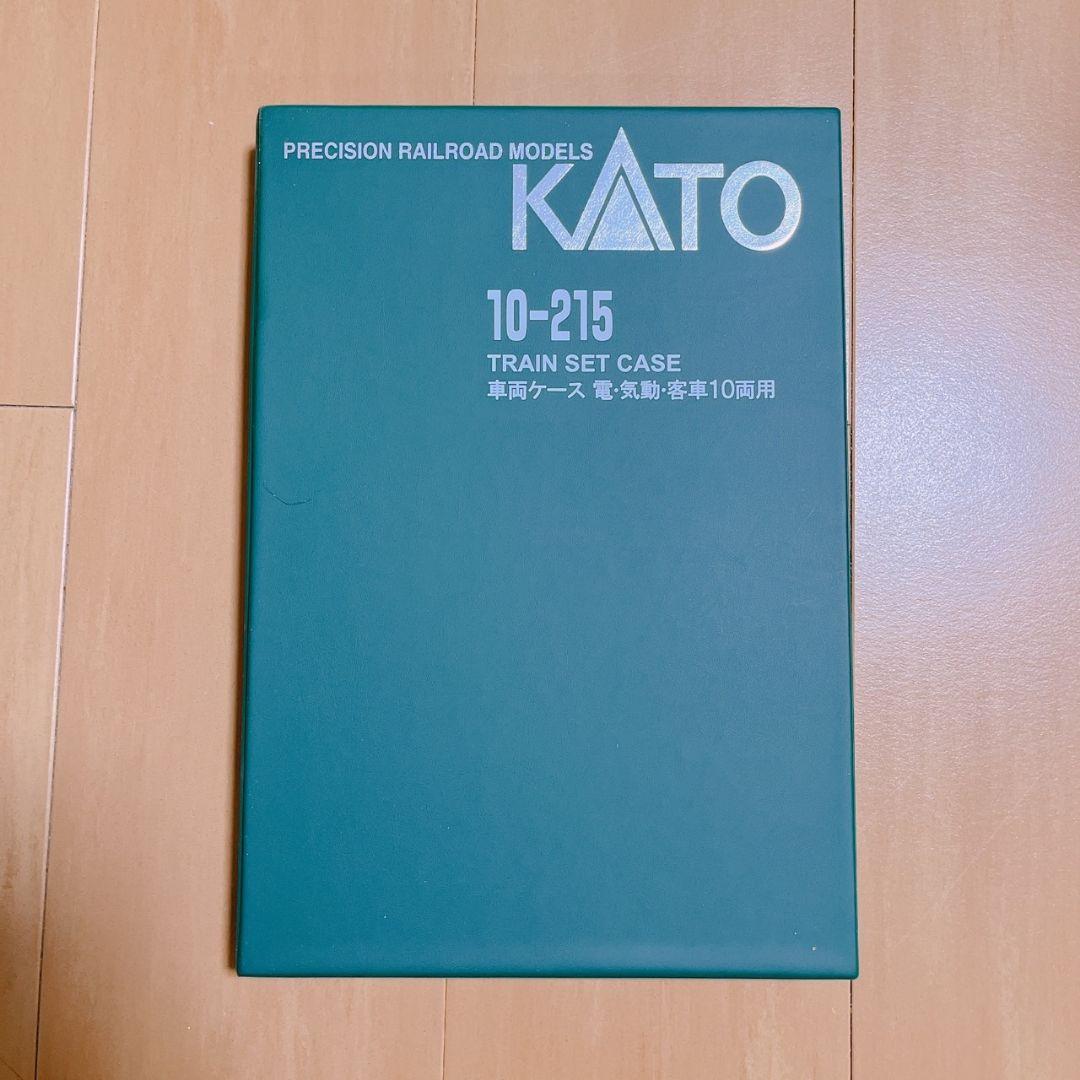 PRECISION RAILROAD MODELS
KATO
10-215
TRAIN SET CASE
車両ケース 電・気動・客車10両用